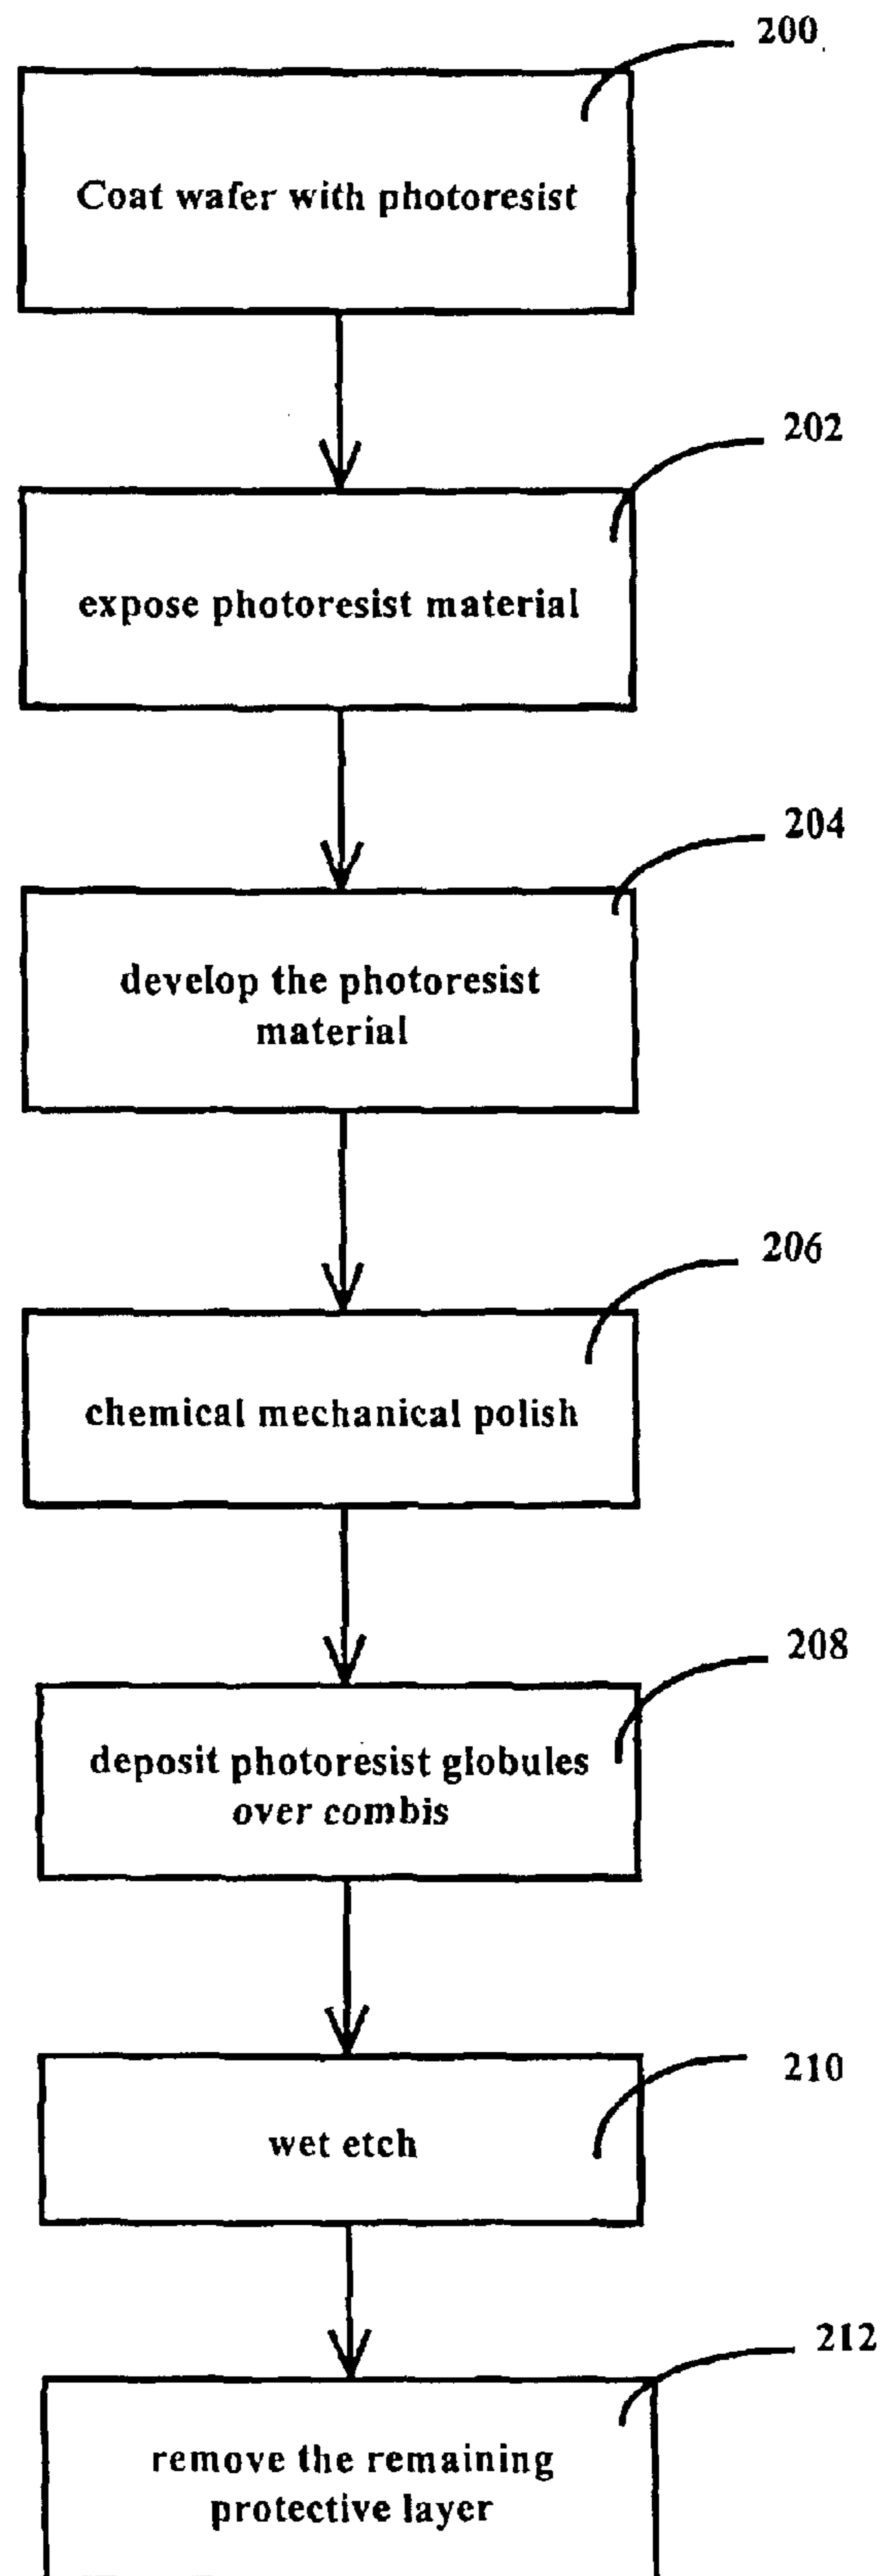 200
Coat wafer with photoresist
202
expose photoresist material
204
develop the photoresist
material
206
chemical mechanical polish
208
deposit photoresist globules
over combis
210
wet etch
212
remove the remaining
protective layer